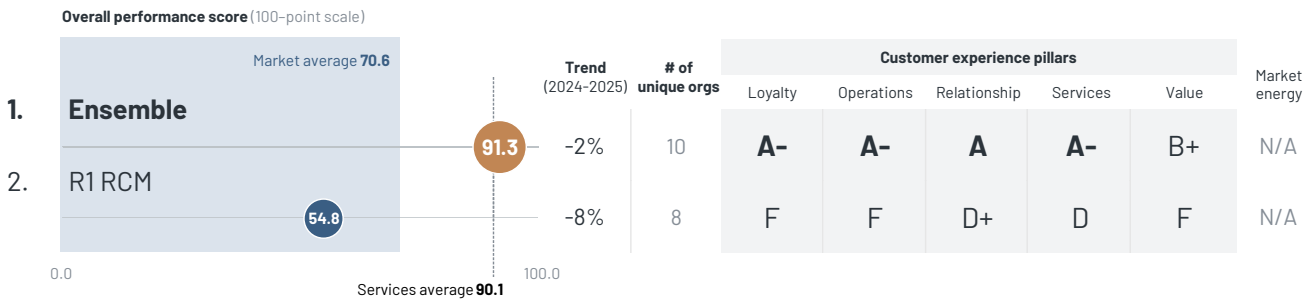 Overall performance score (100-point scale)
Market average 70.6
Trend
(2024-2025)
# of
unique orgs
Customer experience pillars
Loyalty Operations Relationship Services Value
Market
energy
1. Ensemble
91.3 -2% 10 A- A- A A- B+ N/A
2. R1 RCM
54.8 -8% 8 F F D+ D F N/A
0.0 100.0
Services average 90.1